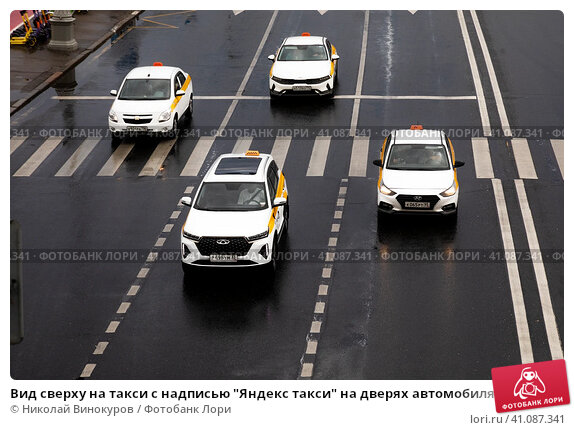 41.087.341 · ФОТОБАНК ЛОРИ · 41.087.341 · ФОТОБАНК ЛОРИ · 41.087.341 · ФОТОБАНК ЛОРИ · 41.087.341
341 · ФОТОБАНК ЛОРИ · 41.087.341 · ФОТОБАНК ЛОРИ · 41.087.341 · ФОТОБАНК ЛОРИ · 41.087.341
ФОТОБАНК ЛОРИ
Вид сверху на такси с надписью "Яндекс такси" на дверях автомобиля
© Николай Винокуров / Фотобанк Лори
lori.ru/41.087.341